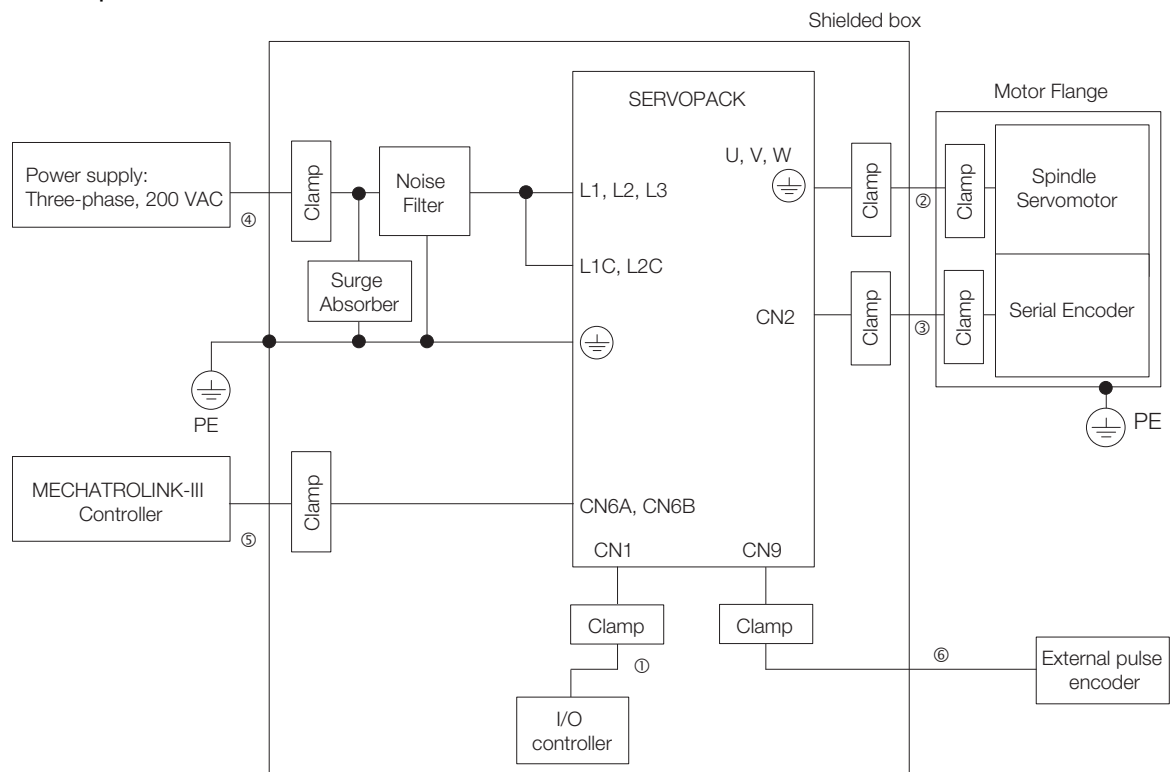 Shielded box
SERVOPACK
Motor Flange
Power supply:
Three-phase, 200 VAC
④
Clamp
Noise
Filter
L1, L2, L3
U, V, W
Clamp
②
Clamp
Spindle
Servomotor
Surge
Absorber
L1C, L2C
CN2
Clamp
③
Clamp
Serial Encoder
PE
PE
MECHATROLINK-III
Controller
⑤
Clamp
CN6A, CN6B
CN1
CN9
Clamp
Clamp
①
⑥
I/O
controller
External pulse
encoder